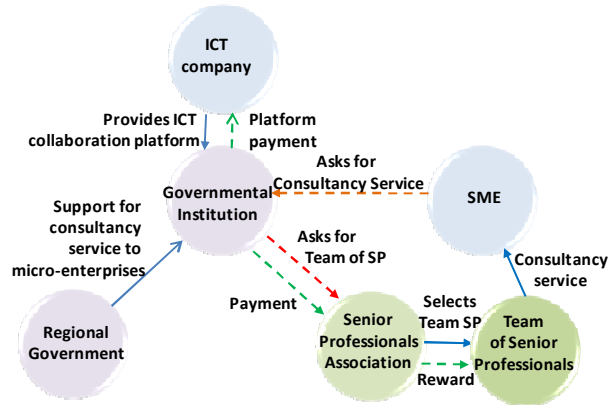 ICT
company
Provides ICT
collaboration platform
Platform
payment
Asks for
Consultancy Service
SME
Governmental
Institution
Support for
consultancy
service to
micro-enterprises
Asks for
Team of SP
Consultancy
service
Payment
Regional
Government
Senior
Professionals
Association
Selects
Team SP
Reward
Team
of Senior
Professionals